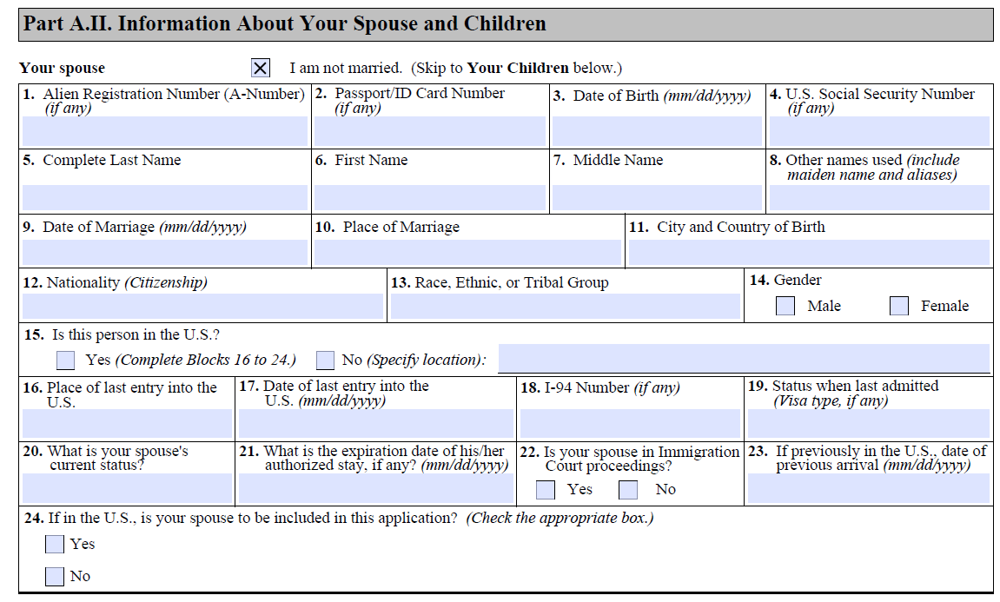 Part A.II. Information About Your Spouse and Children
Your spouse I am not married. (Skip to Your Children below.)
1. Alien Registration Number (A-Number)
(if any)
2. Passport/ID Card Number
(if any)
3. Date of Birth (mm/dd/yyyy)
4. U.S. Social Security Number
(if any)
5. Complete Last Name
6. First Name
7. Middle Name
8. Other names used (include
maiden name and aliases)
9. Date of Marriage (mm/dd/yyyy)
10. Place of Marriage
11. City and Country of Birth
12. Nationality (Citizenship)
13. Race, Ethnic, or Tribal Group
14. Gender
Male Female
15. Is this person in the U.S.?
Yes (Complete Blocks 16 to 24.) No (Specify location):
16. Place of last entry into the
U.S.
17. Date of last entry into the
U.S. (mm/dd/yyyy)
18. I-94 Number (if any)
19. Status when last admitted
(Visa type, if any)
20. What is your spouse's
current status?
21. What is the expiration date of his/her
authorized stay, if any? (mm/dd/yyyy)
22. Is your spouse in Immigration
Court proceedings?
Yes No
23. If previously in the U.S., date of
previous arrival (mm/dd/yyyy)
24. If in the U.S., is your spouse to be included in this application? (Check the appropriate box.)
Yes
No